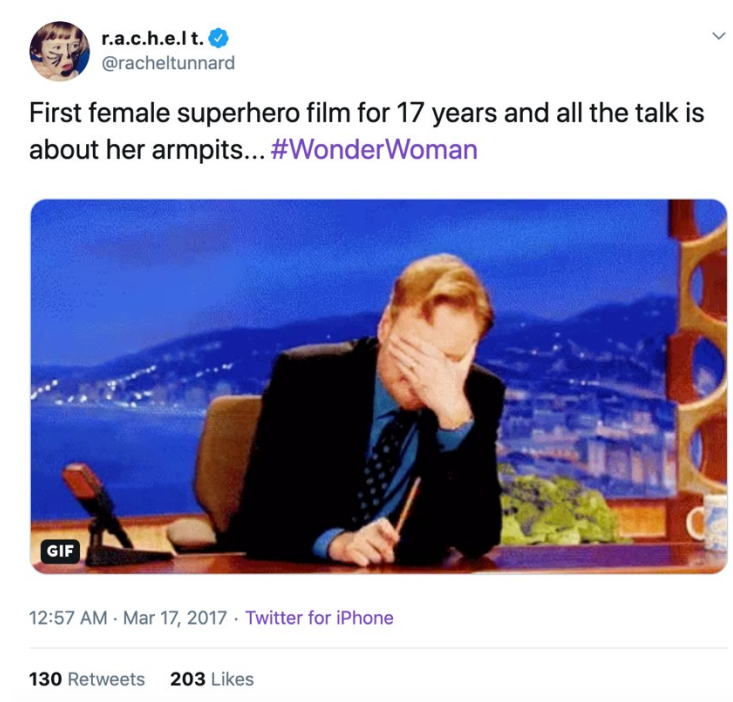 r.a.c.h.e.l t.
@racheltunnard
First female superhero film for 17 years and all the talk is
about her armpits... #WonderWoman
GIF
12:57 AM · Mar 17, 2017 · Twitter for iPhone
130 Retweets 203 Likes